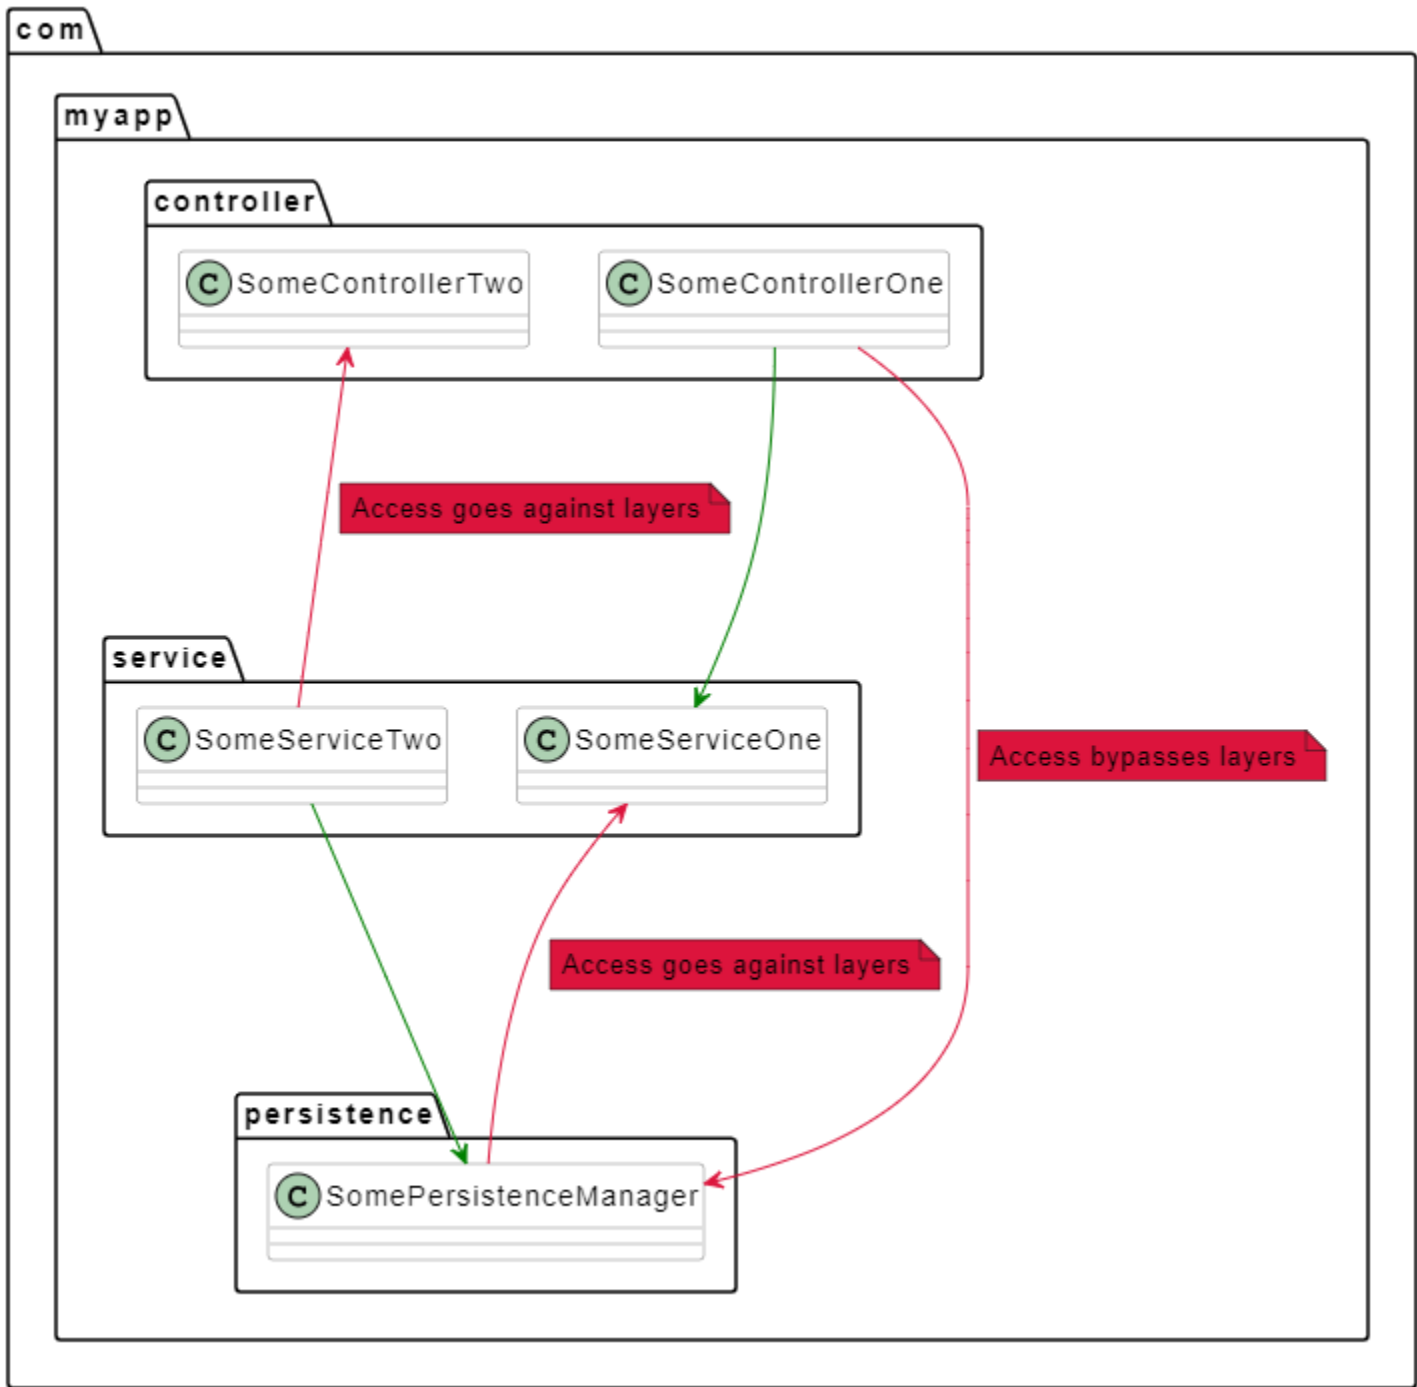 com
myapp
controller
C SomeControllerTwo
C SomeControllerOne
Access goes against layers
service
C SomeServiceTwo
C SomeServiceOne
Access bypasses layers
Access goes against layers
persistence
C SomePersistenceManager